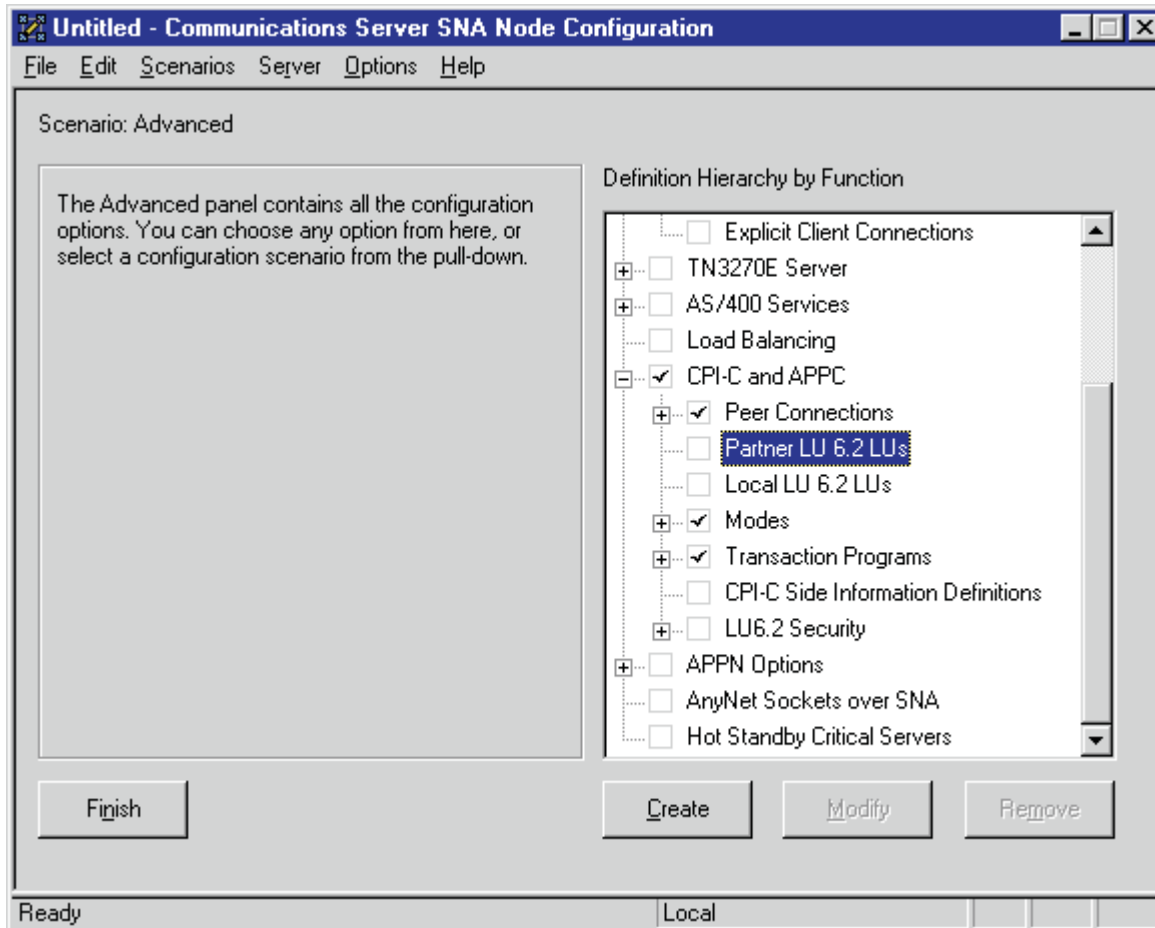 Untitled - Communications Server SNA Node Configuration
File Edit Scenarios Server Options Help
Scenario: Advanced
The Advanced panel contains all the configuration
options. You can choose any option from here, or
select a configuration scenario from the pull-down.
Definition Hierarchy by Function
Explicit Client Connections
TN3270E Server
AS/400 Services
Load Balancing
CPI-C and APPC
Peer Connections
Partner LU 6.2 LUs
Local LU 6.2 LUs
Modes
Transaction Programs
CPI-C Side Information Definitions
LU6.2 Security
APPN Options
AnyNet Sockets over SNA
Hot Standby Critical Servers
Finish
Create Modify Remove
Ready Local